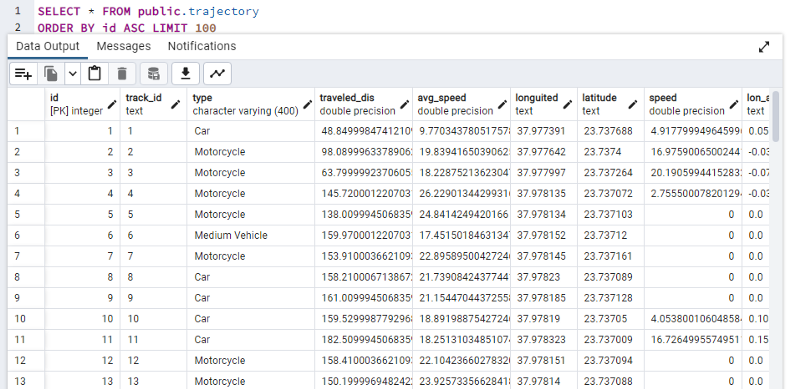 1 SELECT * FROM public.trajectory
2 ORDER BY id ASC LIMIT 100
Data Output Messages Notifications
id track_id type traveled_dis avg_speed longuited latitude speed lon_a
[PK] integer text character varying (400) double precision double precision text text double precision text
1 1 1 Car 48.8499984741210 9.770343780517578 37.977391 23.737688 4.917799949645996 0.05
2 2 2 Motorcycle 98.0899963378906 19.8394165039062 37.977642 23.7374 16.9759006500244 -0.03
3 3 3 Motorcycle 63.7999992370605 18.2287521362304 37.977997 23.737264 20.1905994415283 -0.07
4 4 4 Motorcycle 145.720001220703 26.2290134429931 37.978135 23.737072 2.75550007820129 -0.03
5 5 5 Motorcycle 138.009994506835 24.8414249420166 37.978134 23.737103 0 0.0
6 6 6 Medium Vehicle 159.970001220703 17.4515018463134 37.978152 23.73712 0 0.0
7 7 7 Motorcycle 153.910003662109 22.8958950042724 37.978145 23.737161 0 0.0
8 8 8 Car 158.210006713867 21.7390842437744 37.97823 23.737089 0 0.0
9 9 9 Car 161.009994506835 21.1544704437255 37.978185 23.737128 0 0.0
10 10 10 Car 159.529998779296 18.8919887542724 37.97819 23.73705 4.05380010604858 0.10
11 11 11 Car 182.509994506835 18.2513103485107 37.978323 23.737009 16.7264995574951 0.15
12 12 12 Motorcycle 158.410003662109 22.1042366027832 37.978151 23.737094 0 0.0
13 13 13 Motorcycle 150.199996948242 23.9257335662841 37.97814 23.737088 0 0.0